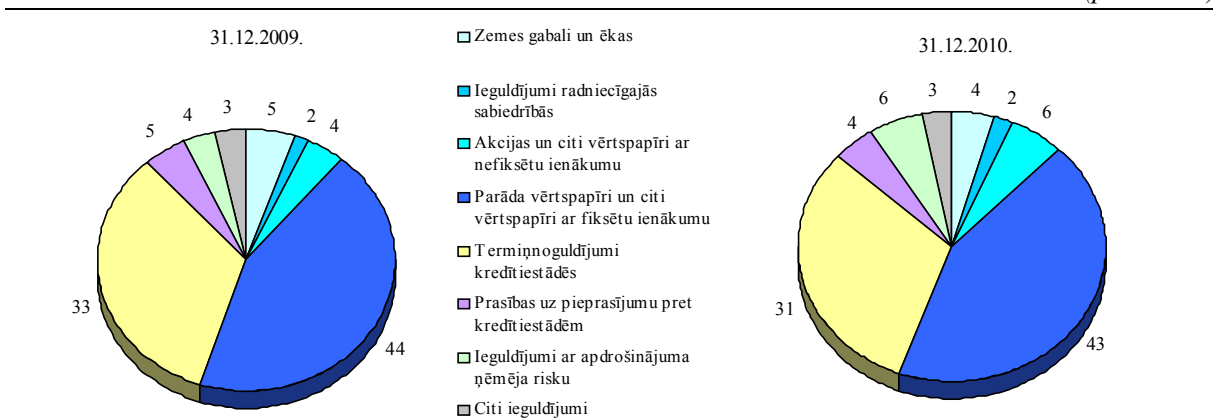 31.12.2009.
5
2
4
44
33
5
4
3
Zemes gabali un ēkas
Ieguldījumi radniecīgajās
sabiedrībās
Akcijas un citi vērtspapīri ar
nefiksētu ienākumu
Parāda vērtspapīri un citi
vērtspapīri ar fiksētu ienākumu
Termiņnoguldījumi
kredītiestādēs
Prasības uz pieprasījumu pret
kredītiestādēm
Ieguldījumi ar apdrošinājuma
ņēmēja risku
Citi ieguldījumi
31.12.2010.
4
2
6
43
31
4
6
3